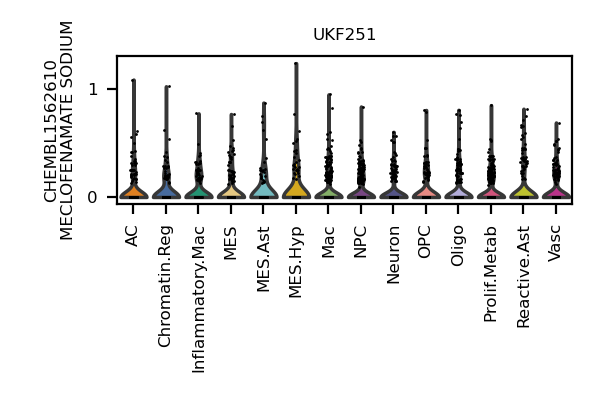 UKF251
CHEMBL1562610
MECLOFENAMATE SODIUM
1
0
AC
Chromatin.Reg
Inflammatory.Mac
MES
MES.Ast
MES.Hyp
Mac
NPC
Neuron
OPC
Oligo
Prolif.Metab
Reactive.Ast
Vasc